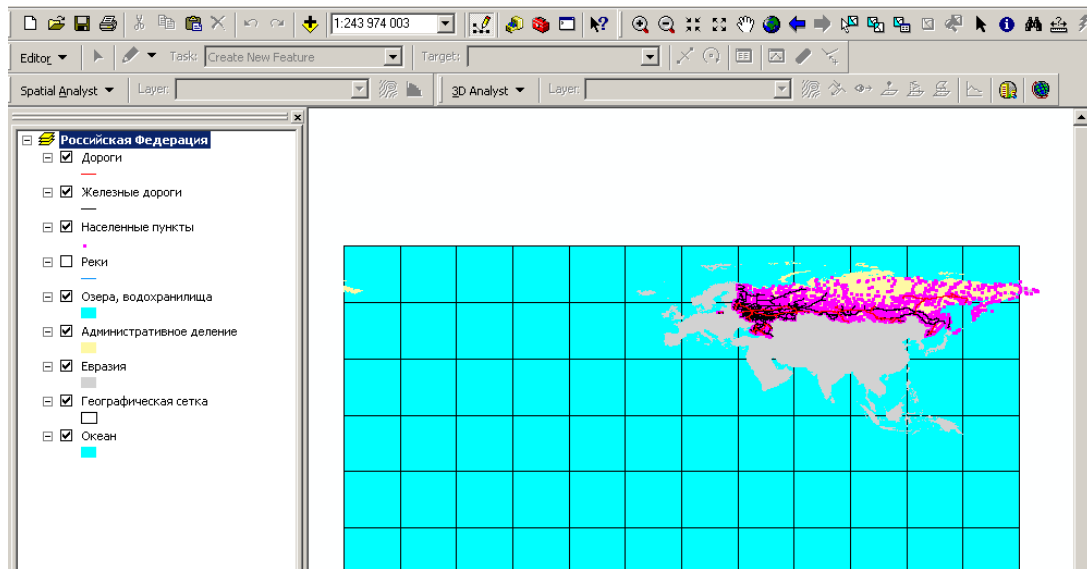 1:243 974 003
Editor Task: Create New Feature Target:
Spatial Analyst Layer: 3D Analyst Layer:
Российская Федерация
Дороги
Железные дороги
Населенные пункты
Реки
Озера, водохранилища
Административное деление
Евразия
Географическая сетка
Океан